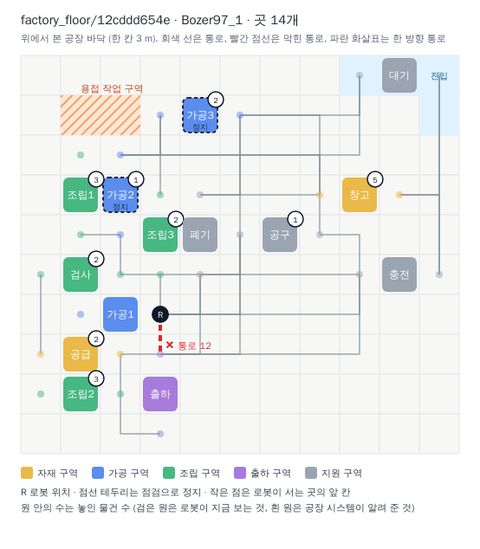 factory_floor/12cddd654e · Bozer97_1 · 곳 14개
위에서 본 공장 바닥 (한 칸 3 m). 회색 선은 통로, 빨간 점선은 막힌 통로, 파란 화살표는 한 방향 통로
대기
용접 작업 구역
2
가공3
정지
3
조립1
1
가공2
정지
5
창고
2
조립3
폐기
1
공구
2
검사
충전
가공1
R
✖ 통로 12
2
공급
3
조립2
출하
자재 구역
가공 구역
조립 구역
출하 구역
지원 구역
R 로봇 위치 · 점선 테두리는 점검으로 정지 · 작은 점은 로봇이 서는 곳의 앞 칸
원 안의 수는 놓인 물건 수 (검은 원은 로봇이 지금 보는 것, 흰 원은 공장 시스템이 알려 준 것)